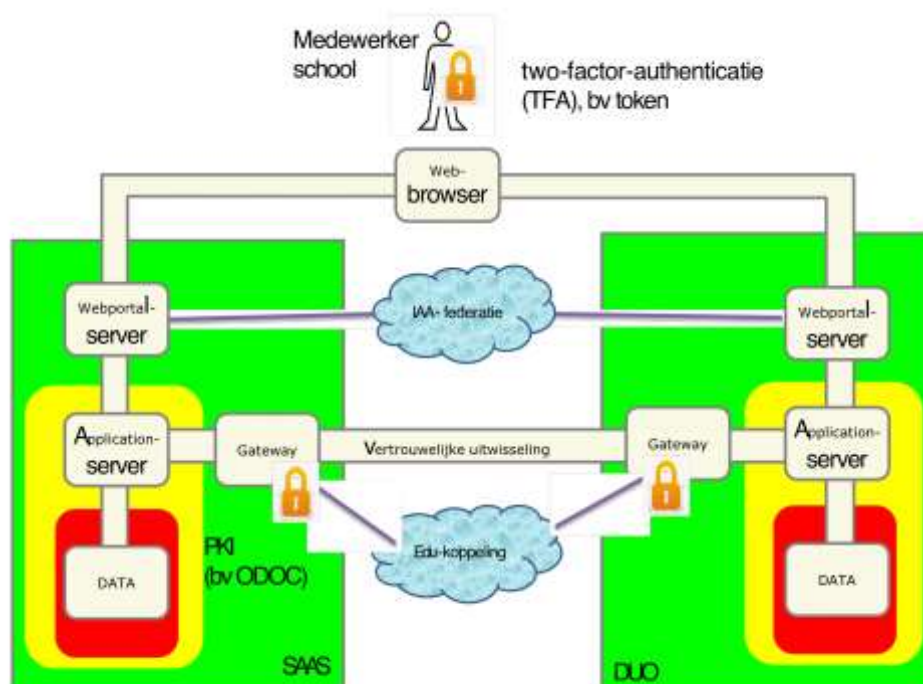 Medewerker
school
two-factor-authenticatie
(TFA), bv token
Web-
browser
Webportal-
server
IAA- federatie
Webportal-
server
Application-
server
Gateway
Vertrouwelijke uitwisseling
Gateway
Application-
server
PKI
(bv ODOC)
Edu-koppeling
DATA
DATA
SAAS
DUO